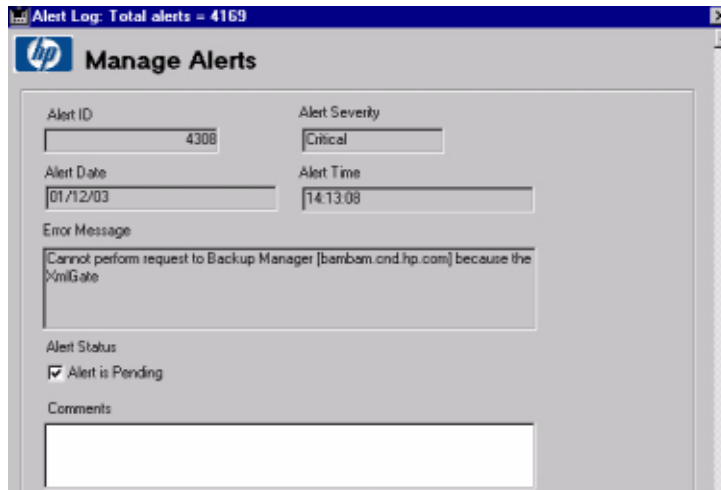 Alert Log: Total alerts = 4169
hp
Manage Alerts
Alert ID
Alert Severity
4308
Critical
Alert Date
Alert Time
01/12/03
14:13:08
Error Message
Cannot perform request to Backup Manager [bambam.cnd.hp.com] because the
XmlGate
Alert Status
Alert is Pending
Comments